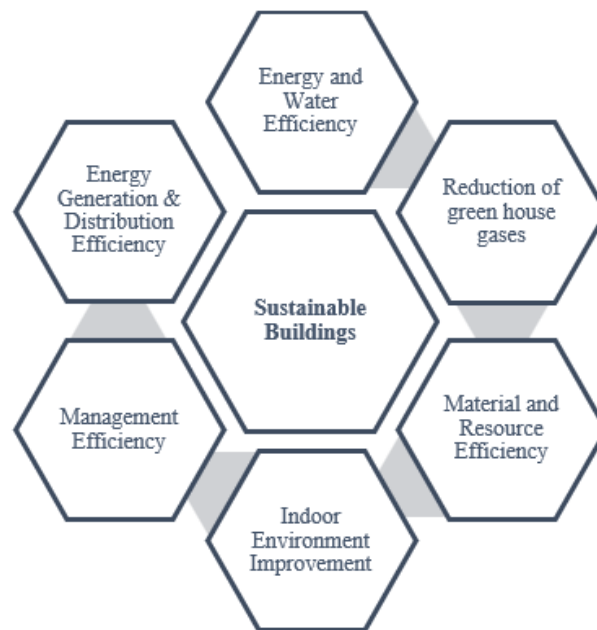 Energy and
Water
Efficiency
Reduction of
green house
gases
Material and
Resource
Efficiency
Indoor
Environment
Improvement
Management
Efficiency
Energy
Generation &
Distribution
Efficiency
Sustainable
Buildings